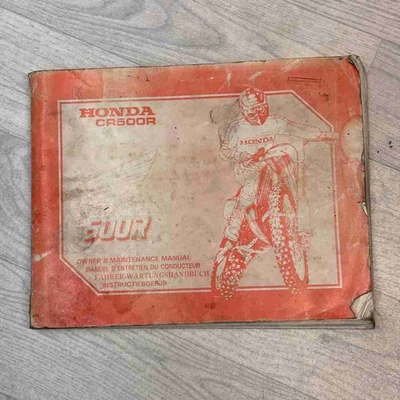 HONDA
CR500R
HONDA
500R
OWNER'S MAINTENANCE MANUAL
MANUEL D'ENTRETIEN DU CONDUCTEUR
FAHRER-WARTUNGSHANDBUCH
INSTRUCTIEBOEKJE